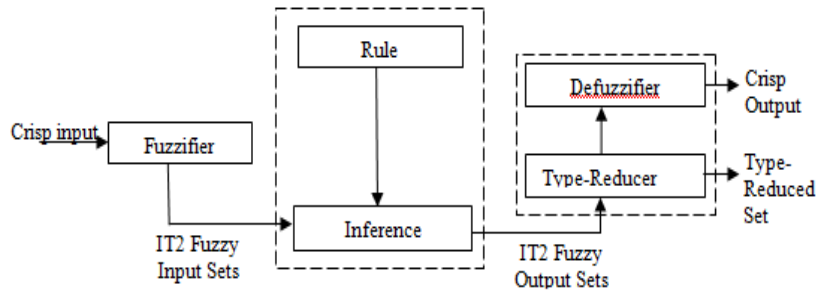 Rule
Defuzzifier
Crisp
Output
Crisp input
Fuzzifier
Type-Reducer
Type-
Reduced
Set
Inference
IT2 Fuzzy
Input Sets
IT2 Fuzzy
Output Sets